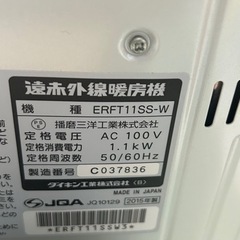 遠赤外線暖房機
機種 ERFT11SS-W
播磨三洋工業株式会社
定格電圧 AC 100V
定格消費電力 1.1kW
定格周波数 50/60Hz
製造番号 C037836
ダイキン工業株式会社 〈B〉
JQA JQ10129 2015年製
*ERFT11SSW3*